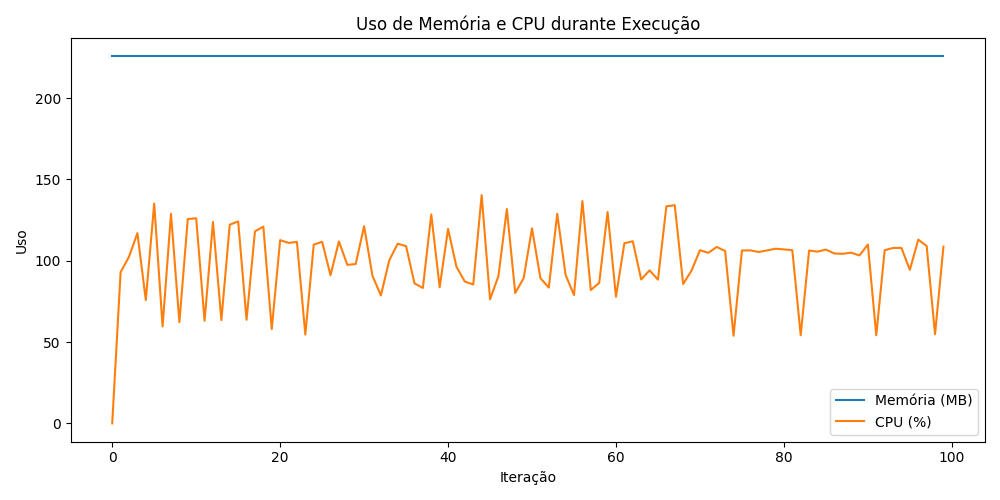 Uso de Memória e CPU durante Execução
Uso
200
150
100
50
0
0 20 40 60 80 100
Iteração
Memória (MB)
CPU (%)